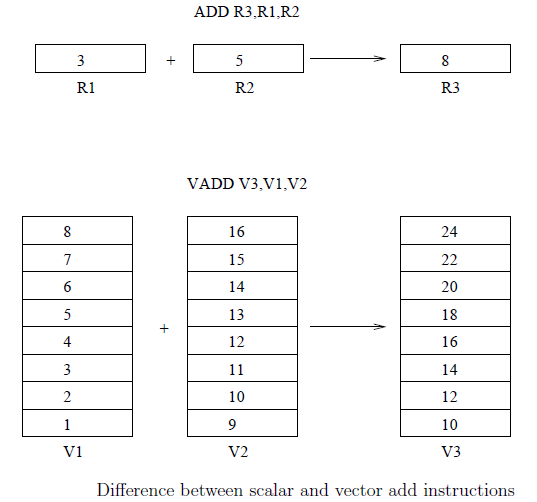 ADD R3,R1,R2
3 + 5 8
R1 R2 R3
VADD V3,V1,V2
8 16 24
7 15 22
6 14 20
5 13 18
+
4 12 16
3 11 14
2 10 12
1 9 10
V1 V2 V3
Difference between scalar and vector add instructions